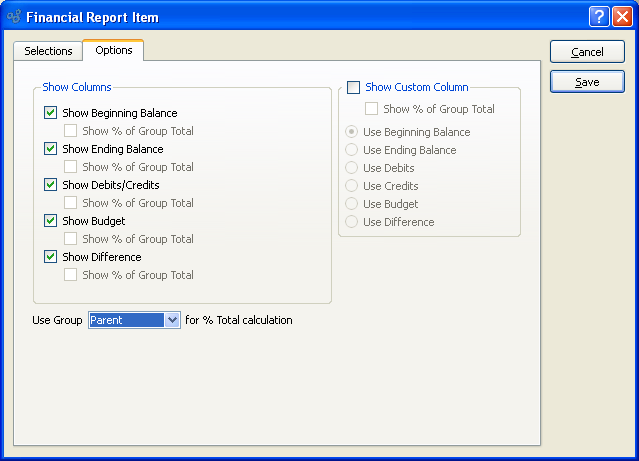 Financial Report Item
Selections
Options
Cancel
Save
Show Columns
Show Beginning Balance
Show % of Group Total
Show Ending Balance
Show % of Group Total
Show Debits/Credits
Show % of Group Total
Show Budget
Show % of Group Total
Show Difference
Show % of Group Total
Show Custom Column
Show % of Group Total
Use Beginning Balance
Use Ending Balance
Use Debits
Use Credits
Use Budget
Use Difference
Use Group Parent for % Total calculation